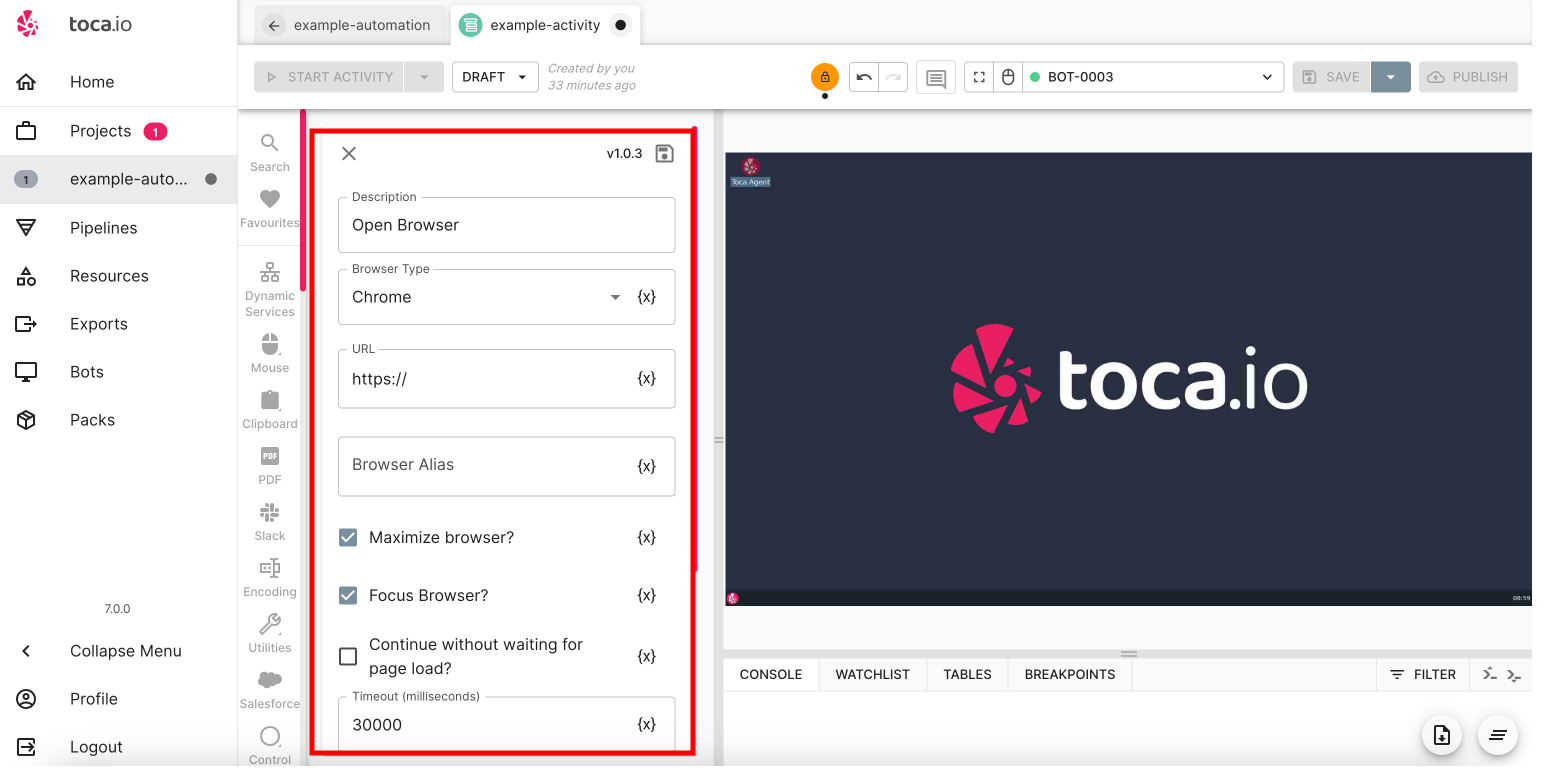 toca.io
Home
Projects 1
1 example-auto...
Pipelines
Resources
Exports
Bots
Packs
7.0.0
Collapse Menu
Profile
Logout
example-automation
example-activity
START ACTIVITY
DRAFT
Created by you
33 minutes ago
BOT-0003
SAVE
PUBLISH
Search
Favourites
Dynamic
Services
Mouse
Clipboard
PDF
PDF
Slack
Encoding
Utilities
Salesforce
Control
v1.0.3
Description
Open Browser
Browser Type
Chrome {x}
URL
https:// {x}
Browser Alias {x}
Maximize browser? {x}
Focus Browser? {x}
Continue without waiting for
page load? {x}
Timeout (milliseconds)
30000 {x}
Toca Agent
toca.io
08:59
CONSOLE
WATCHLIST
TABLES
BREAKPOINTS
FILTER